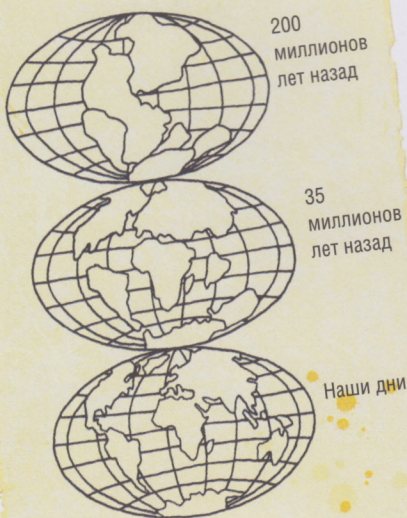 200
миллионов
лет назад
35
миллионов
лет назад
Наши дни